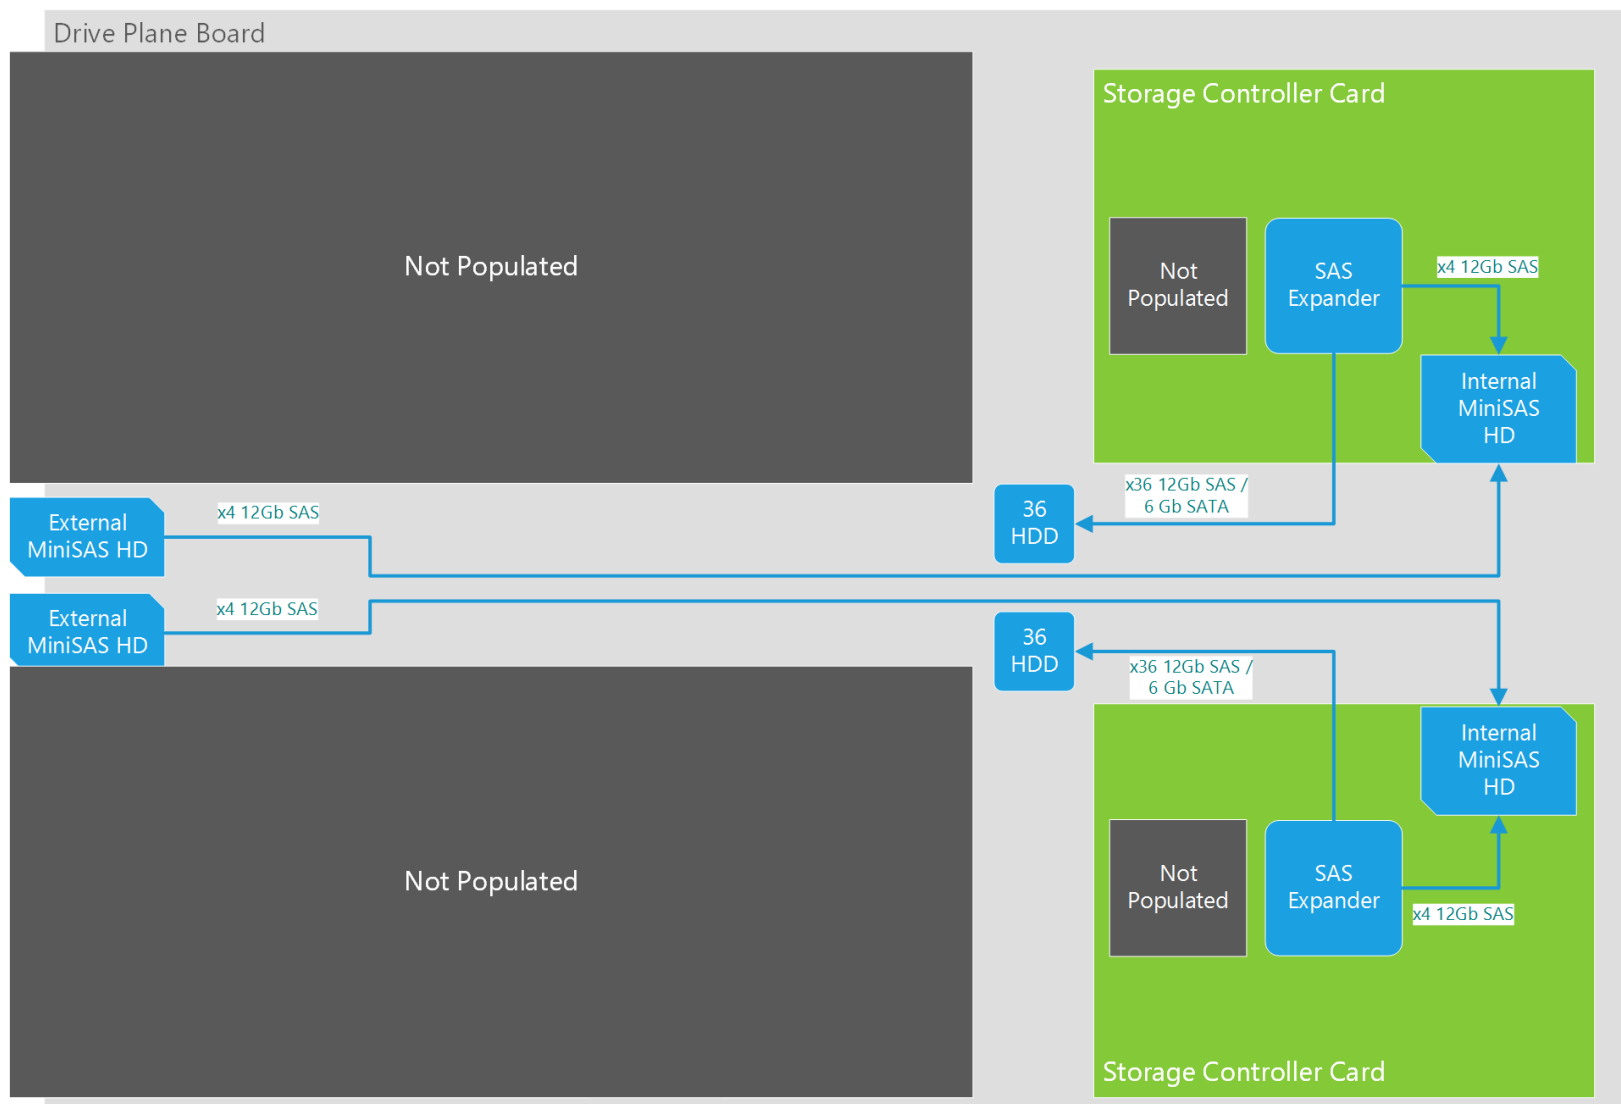 Drive Plane Board
Storage Controller Card
Not Populated
Not
Populated
SAS
Expander
x4 12Gb SAS
Internal
MiniSAS
HD
x36 12Gb SAS /
6 Gb SATA
36
HDD
External
MiniSAS HD
x4 12Gb SAS
External
MiniSAS HD
x4 12Gb SAS
36
HDD
x36 12Gb SAS /
6 Gb SATA
Internal
MiniSAS
HD
Not Populated
Not
Populated
SAS
Expander
x4 12Gb SAS
Storage Controller Card